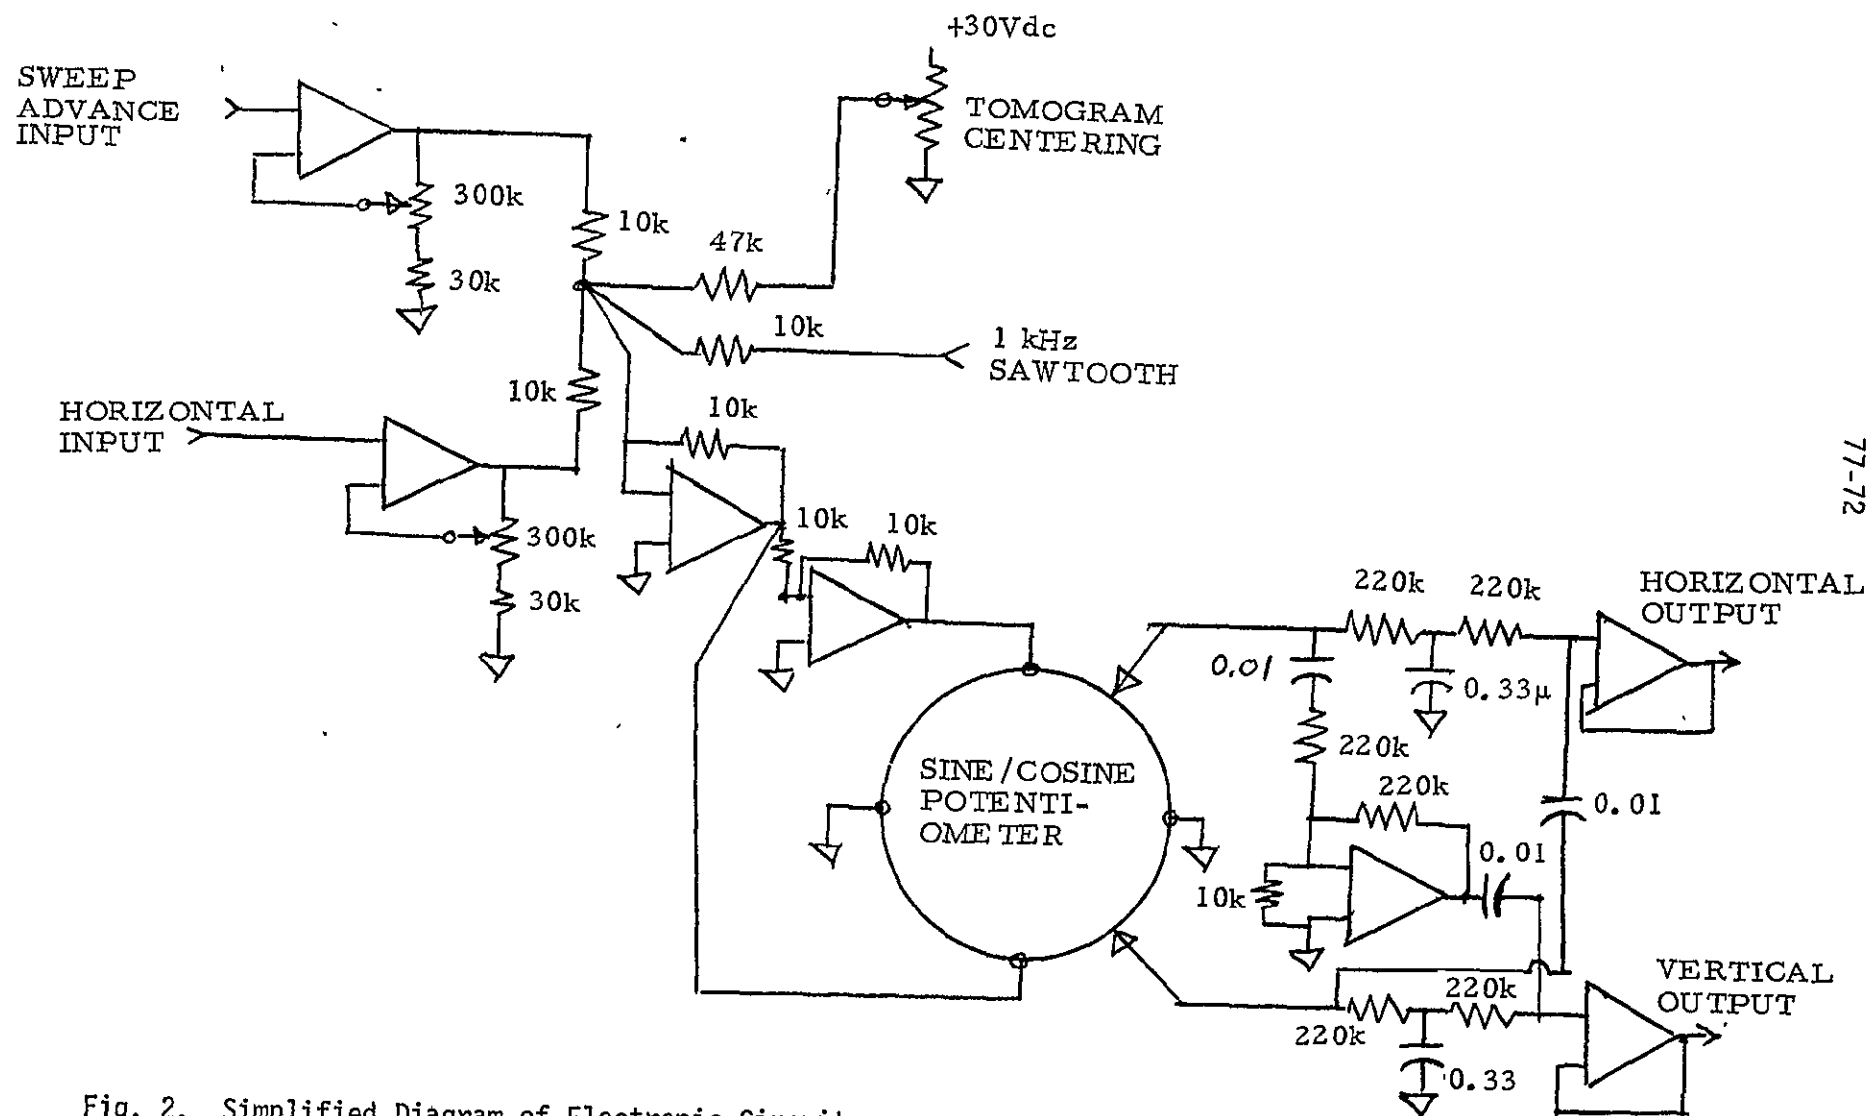 +30Vdc
SWEEP
ADVANCE
INPUT
TOMOGRAM
CENTERING
300k
10k
47k
30k
10k
1 kHz
SAWTOOTH
10k
HORIZONTAL
INPUT
10k
77-72
300k
10k
10k
30k
220k
220k
HORIZONTAL
OUTPUT
0.01
0.33μ
220k
SINE/COSINE
POTENTI-
OMETER
220k
0.01
0.01
10k
VERTICAL
OUTPUT
220k
220k
0.33
Fig. 2. Simplified Diagram of Electronic Circuit